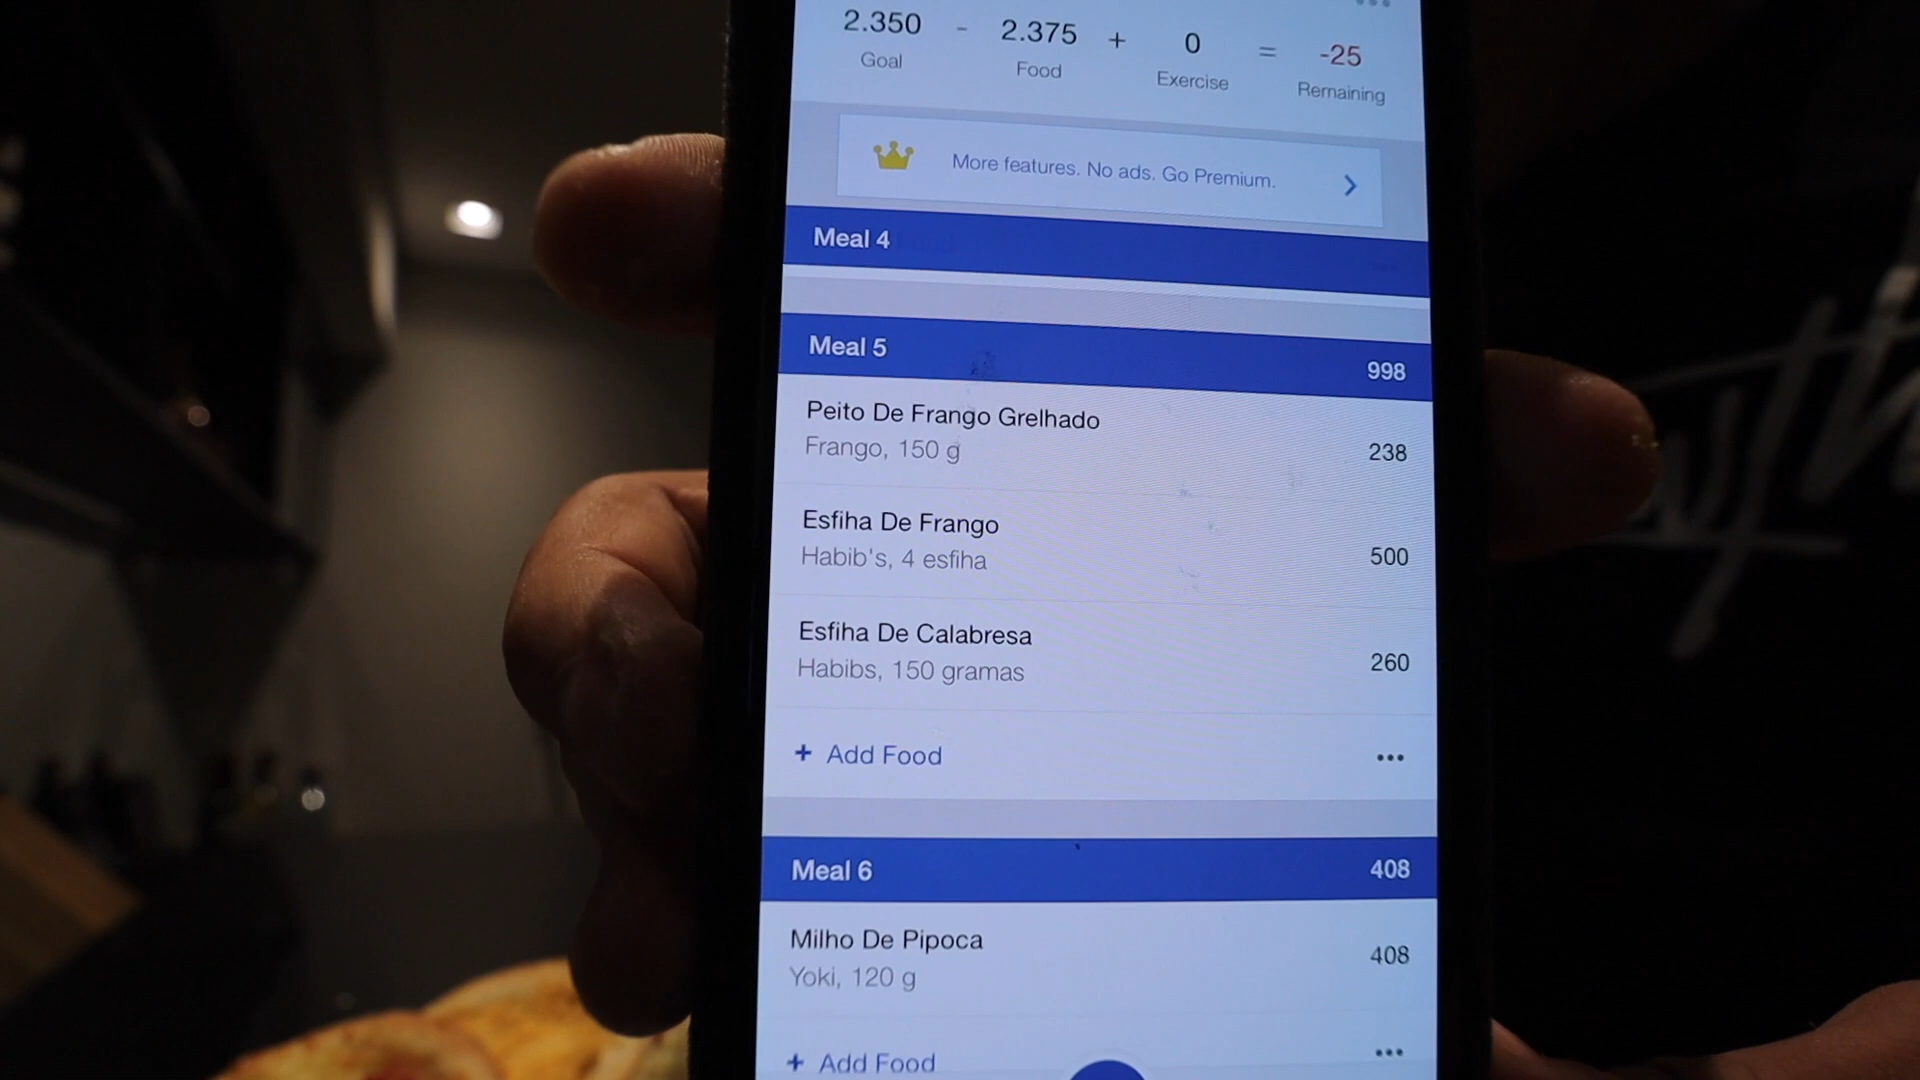 2.350 - 2.375 + 0 = -25
Goal Food Exercise Remaining
More features. No ads. Go Premium.
Meal 4
Meal 5 998
Peito De Frango Grelhado
Frango, 150 g 238
Esfiha De Frango
Habib's, 4 esfiha 500
Esfiha De Calabresa
Habibs, 150 gramas 260
+ Add Food
Meal 6 408
Milho De Pipoca
Yoki, 120 g 408
+ Add Food